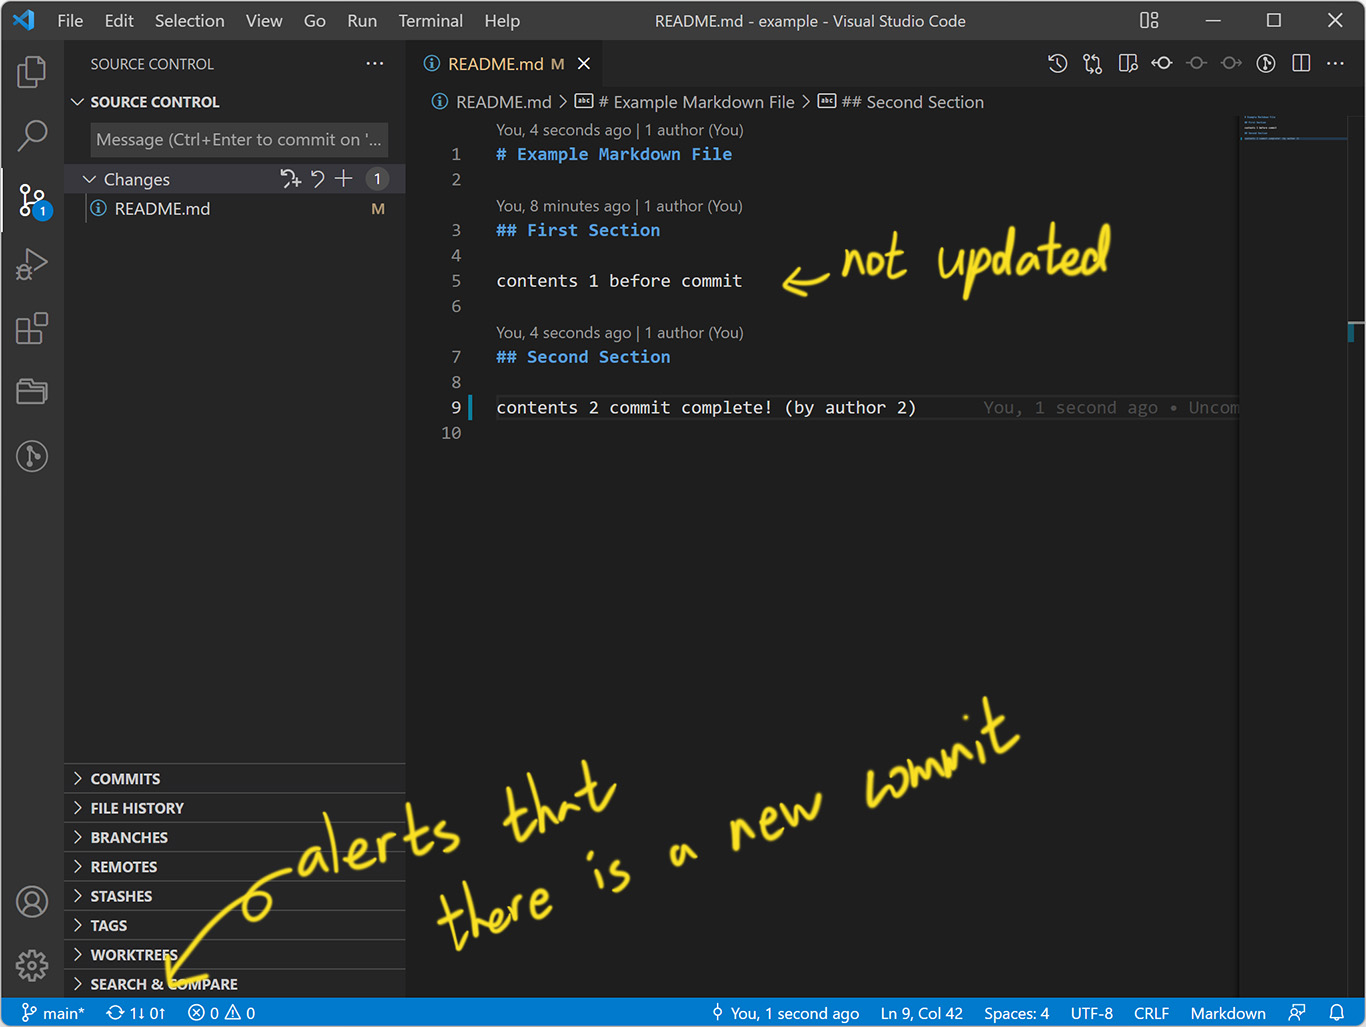 File Edit Selection View Go Run Terminal Help README.md - example - Visual Studio Code
SOURCE CONTROL ···
README.md M
SOURCE CONTROL
README.md > # Example Markdown File > ## Second Section
Message (Ctrl+Enter to commit on '...
Changes 1
README.md M
You, 4 seconds ago | 1 author (You)
1 # Example Markdown File
2
You, 8 minutes ago | 1 author (You)
3 ## First Section
4
5 contents 1 before commit
not updated
6
You, 4 seconds ago | 1 author (You)
7 ## Second Section
8
9 contents 2 commit complete! (by author 2) You, 1 second ago • Uncom
10
1
COMMITS
FILE HISTORY
BRANCHES
REMOTES
STASHES
TAGS
WORKTREES
SEARCH & COMPARE
alerts that
there is a new commit
main* 1↓ 0↑ 0 0 You, 1 second ago Ln 9, Col 42 Spaces: 4 UTF-8 CRLF Markdown